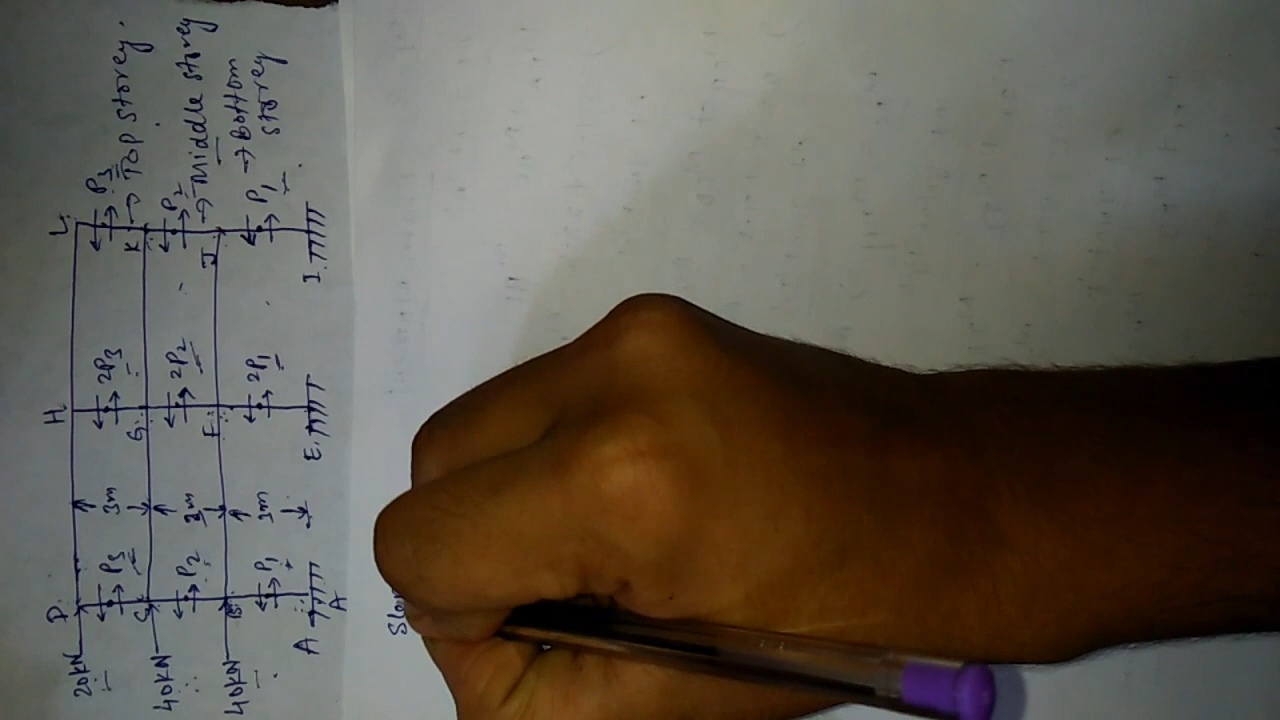 D H L
20kN P3 2P3 P3 → Top storey.
3m
C G K
40kN P2 2P2 P2 → Middle storey
3m
B F J
40kN P1 2P1 P1 → Bottom
storey
3m
A E I
A